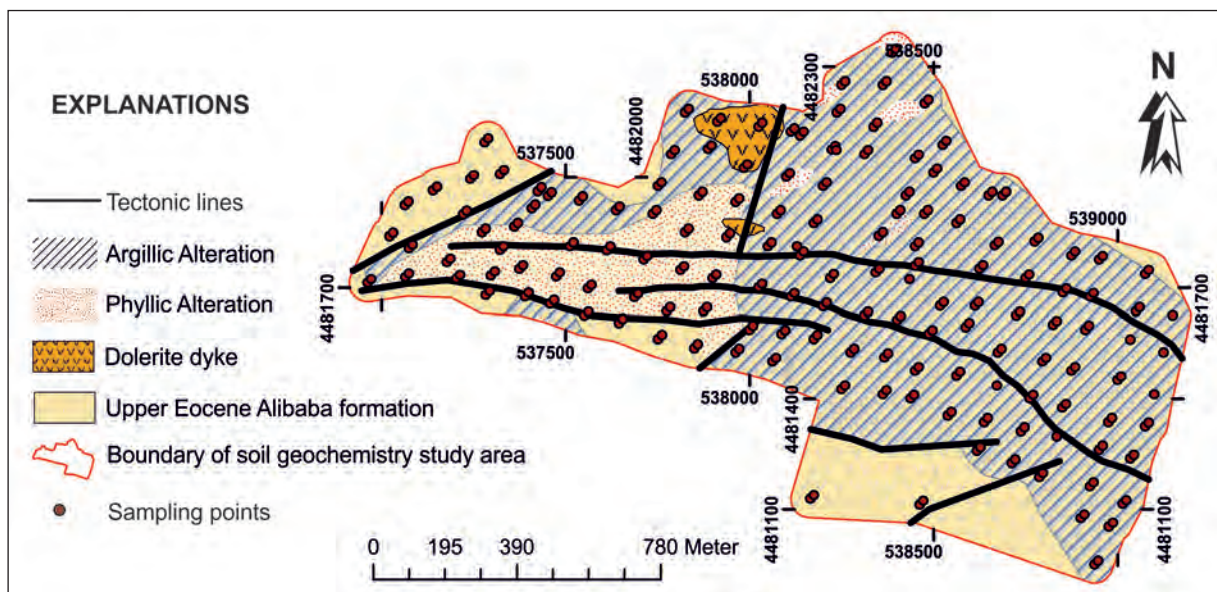 EXPLANATIONS
Tectonic lines
Argillic Alteration
Phyllic Alteration
Dolerite dyke
Upper Eocene Alibaba formation
Boundary of soil geochemistry study area
Sampling points
0 195 390 780 Meter
N
538500
4482300
538000
4482000
537500
539000
4481700
4481700
537500
538000
4481400
4481100
538500
4481100